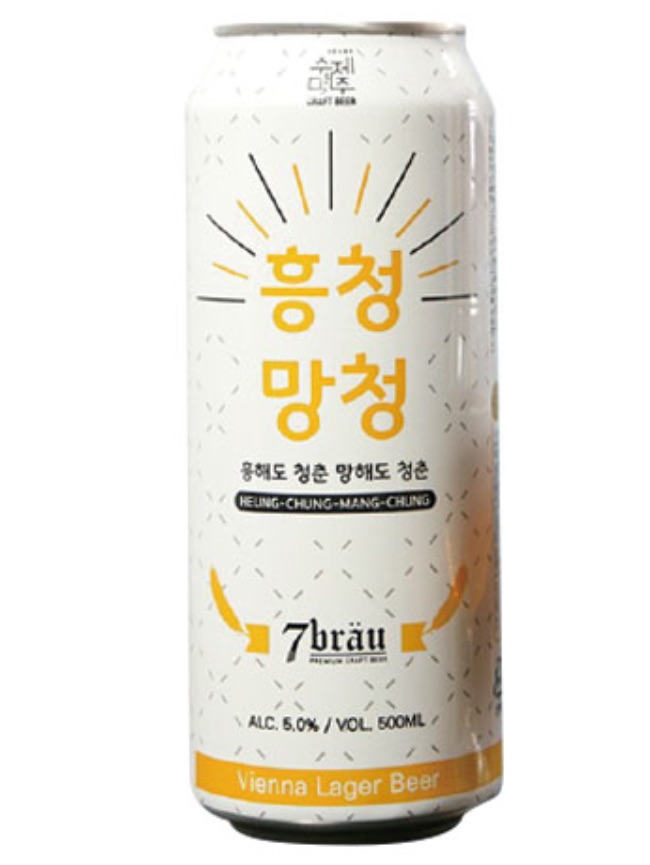 수제
맥주
CRAFT BEER
흥청
망청
흥해도 청춘 망해도 청춘
HEUNG-CHUNG-MANG-CHUNG
7bräu
PREMIUM CRAFT BEER
ALC. 5.0% / VOL. 500ML
Vienna Lager Beer